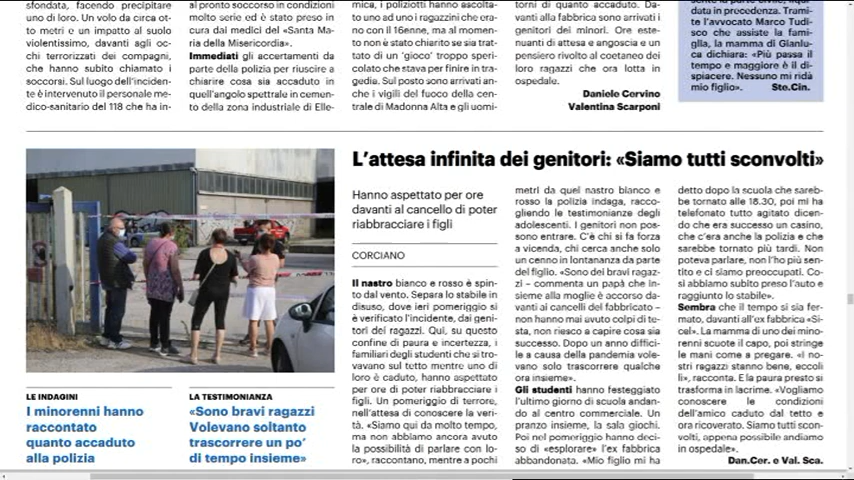 sfondata, facendo precipitare
uno di loro. Un volo da circa ot-
to metri e un impatto al suolo
violentissimo, davanti agli oc-
chi terrorizzati dei compagni,
che hanno subito chiamato i
soccorsi. Sul luogo dell'inciden-
te è intervenuto il personale me-
dico-sanitario del 118 che ha in-
al pronto soccorso in condizioni
molto serie ed è stato preso in
cura dai medici del «Santa Ma-
ria della Misericordia».
Immediati gli accertamenti da
parte della polizia per riuscire a
chiarire cosa sia accaduto in
quell'angolo spettrale in cemen-
to della zona industriale di Elle-
mica, i poliziotti hanno ascolta-
to uno ad uno i ragazzini che era-
no con il 16enne, ma al momen-
to non è stato chiarito se sia trat-
tato di un 'gioco' troppo speri-
colato che stava per finire in tra-
gedia. Sul posto sono arrivati an-
che i vigili del fuoco della cen-
trale di Madonna Alta e gli uomi-
torni di quanto accaduto. Da-
vanti alla fabbrica sono arrivati i
genitori dei minori. Ore este-
nuanti di attesa e angoscia e un
pensiero rivolto al coetaneo dei
loro ragazzi che ora lotta in
ospedale.
Daniele Cervino
Valentina Scarponi
data in precedenza. Trami-
te l'avvocato Marco Tudi-
sco che assiste la fami-
glia, la mamma di Gianlu-
ca dichiara: «Più passa il
tempo e maggiore è il di-
spiacere. Nessuno mi ridà
mio figlio». Ste.Cin.
L'attesa infinita dei genitori: «Siamo tutti sconvolti»
Hanno aspettato per ore
davanti al cancello di poter
riabbracciare i figli
CORCIANO
Il nastro bianco e rosso è spin-
to dal vento. Separa lo stabile in
disuso, dove ieri pomeriggio si
è verificato l'incidente, dai geni-
tori dei ragazzi. Qui, su questo
confine di paura e incertezza, i
familiari degli studenti che si tro-
vavano sul tetto mentre uno di
loro è caduto, hanno aspettato
per ore di poter riabbracciare i
figli. Un pomeriggio di terrore,
nell'attesa di conoscere la veri-
tà. «Siamo qui da molto tempo,
ma non abbiamo ancora avuto
la possibilità di parlare con lo-
ro», raccontano, mentre a pochi
metri da quel nastro bianco e
rosso la polizia indaga, racco-
gliendo le testimonianze degli
adolescenti. I genitori non pos-
sono entrare. C'è chi si fa forza
a vicenda, chi cerca anche solo
un cenno in lontananza da parte
del figlio. «Sono dei bravi ragaz-
zi – commenta un papà che in-
sieme alla moglie è accorso da-
vanti ai cancelli del fabbricato –
non hanno mai avuto colpi di te-
sta, non riesco a capire cosa sia
successo. Dopo un anno diffici-
le a causa della pandemia vole-
vano solo trascorrere qualche
ora insieme».
Gli studenti hanno festeggiato
l'ultimo giorno di scuola andan-
do al centro commerciale. Un
pranzo insieme, la sala giochi.
Poi nel pomeriggio hanno deci-
so di «esplorare» l'ex fabbrica
abbandonata. «Mio figlio mi ha
detto dopo la scuola che sareb-
be tornato alle 18.30, poi mi ha
telefonato tutto agitato dicen-
do che era successo un casino,
che c'era anche la polizia e che
sarebbe tornato più tardi. Non
poteva parlare, non l'ho più sen-
tito e ci siamo preoccupati. Co-
sì abbiamo subito preso l'auto e
raggiunto lo stabile».
Sembra che il tempo si sia fer-
mato, davanti all'ex fabbrica «Si-
cel». La mamma di uno dei mino-
renni scuote il capo, poi stringe
le mani come a pregare. «I no-
stri ragazzi stanno bene, eccoli
lì», racconta. E la paura presto si
trasforma in lacrime. «Vogliamo
conoscere le condizioni
dell'amico caduto dal tetto e
ora ricoverato. Siamo tutti scon-
volti, appena possibile andiamo
in ospedale».
Dan.Cer. e Val. Sca.
LE INDAGINI
I minorenni hanno
raccontato
quanto accaduto
alla polizia
LA TESTIMONIANZA
«Sono bravi ragazzi
Volevano soltanto
trascorrere un po'
di tempo insieme»